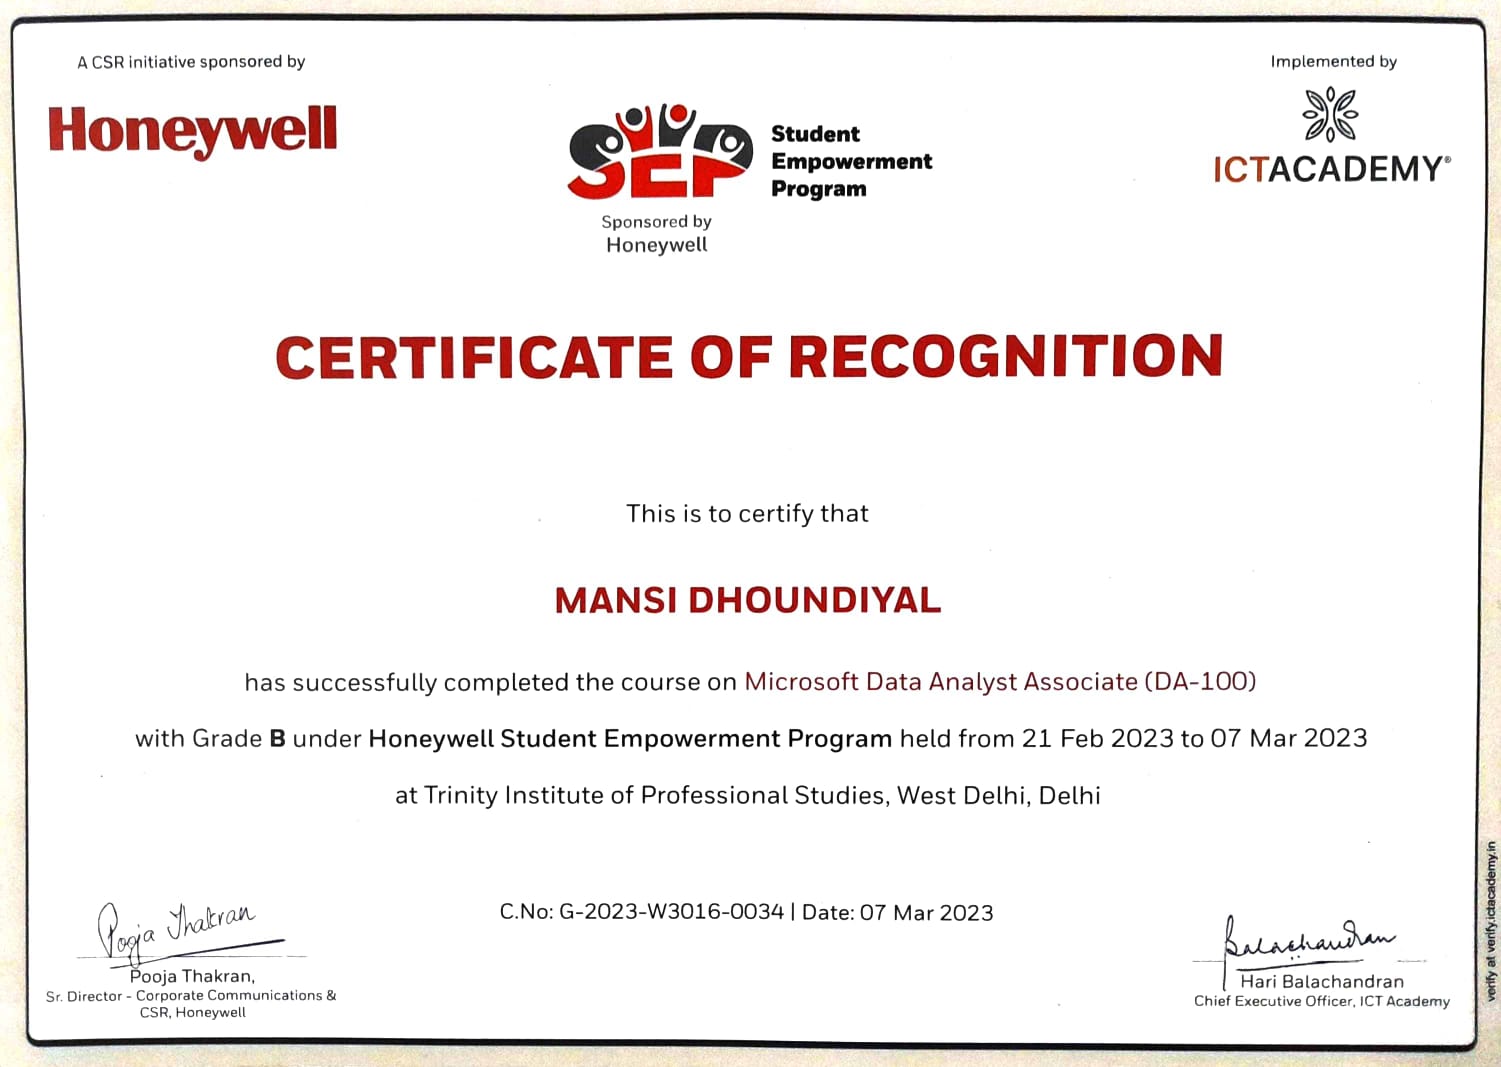 A CSR initiative sponsored by
Honeywell
SEP
Student
Empowerment
Program
Sponsored by
Honeywell
Implemented by
ICTACADEMY®
CERTIFICATE OF RECOGNITION
This is to certify that
MANSI DHOUNDIYAL
has successfully completed the course on Microsoft Data Analyst Associate (DA-100)
with Grade B under Honeywell Student Empowerment Program held from 21 Feb 2023 to 07 Mar 2023
at Trinity Institute of Professional Studies, West Delhi, Delhi
C.No: G-2023-W3016-0034 | Date: 07 Mar 2023
Pooja Thakran
Pooja Thakran,
Sr. Director - Corporate Communications &
CSR, Honeywell
Balachandran
Hari Balachandran
Chief Executive Officer, ICT Academy
verify at verify.ictacademy.in